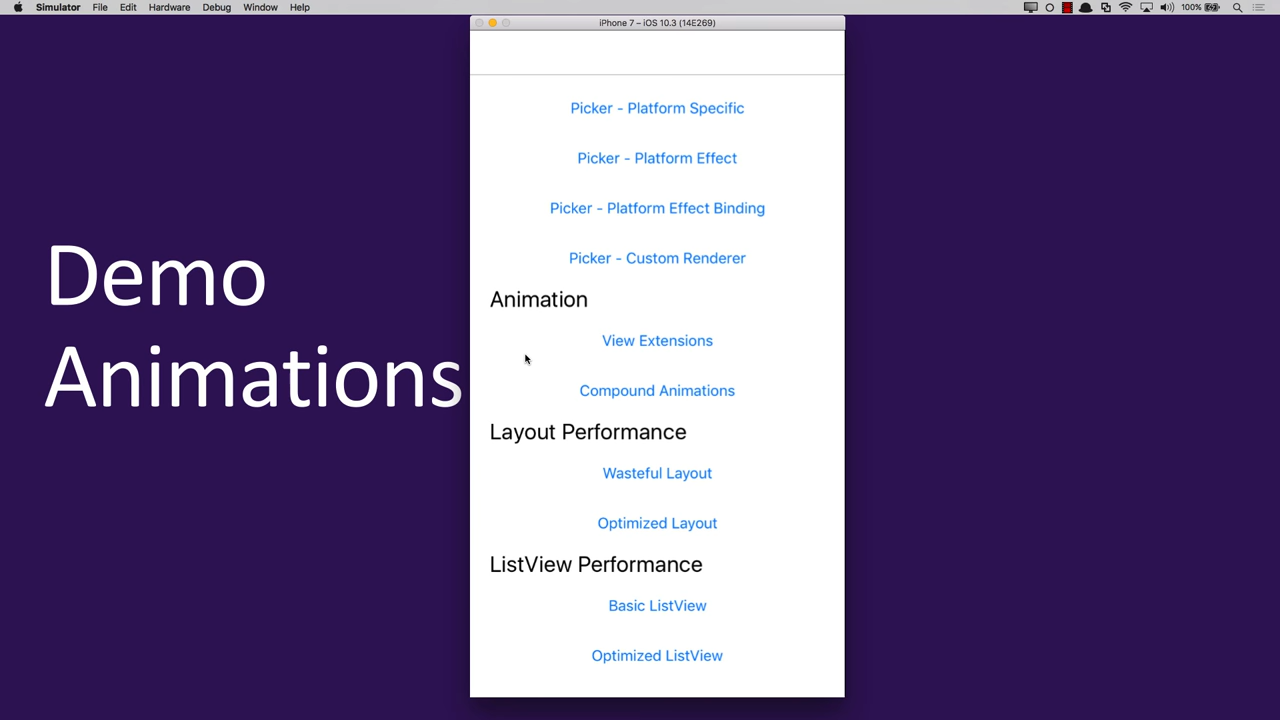 Simulator File Edit Hardware Debug Window Help 100%
iPhone 7 – iOS 10.3 (14E269)
Picker - Platform Specific
Picker - Platform Effect
Picker - Platform Effect Binding
Picker - Custom Renderer
Animation
View Extensions
Compound Animations
Layout Performance
Wasteful Layout
Optimized Layout
ListView Performance
Basic ListView
Optimized ListView
Demo
Animations